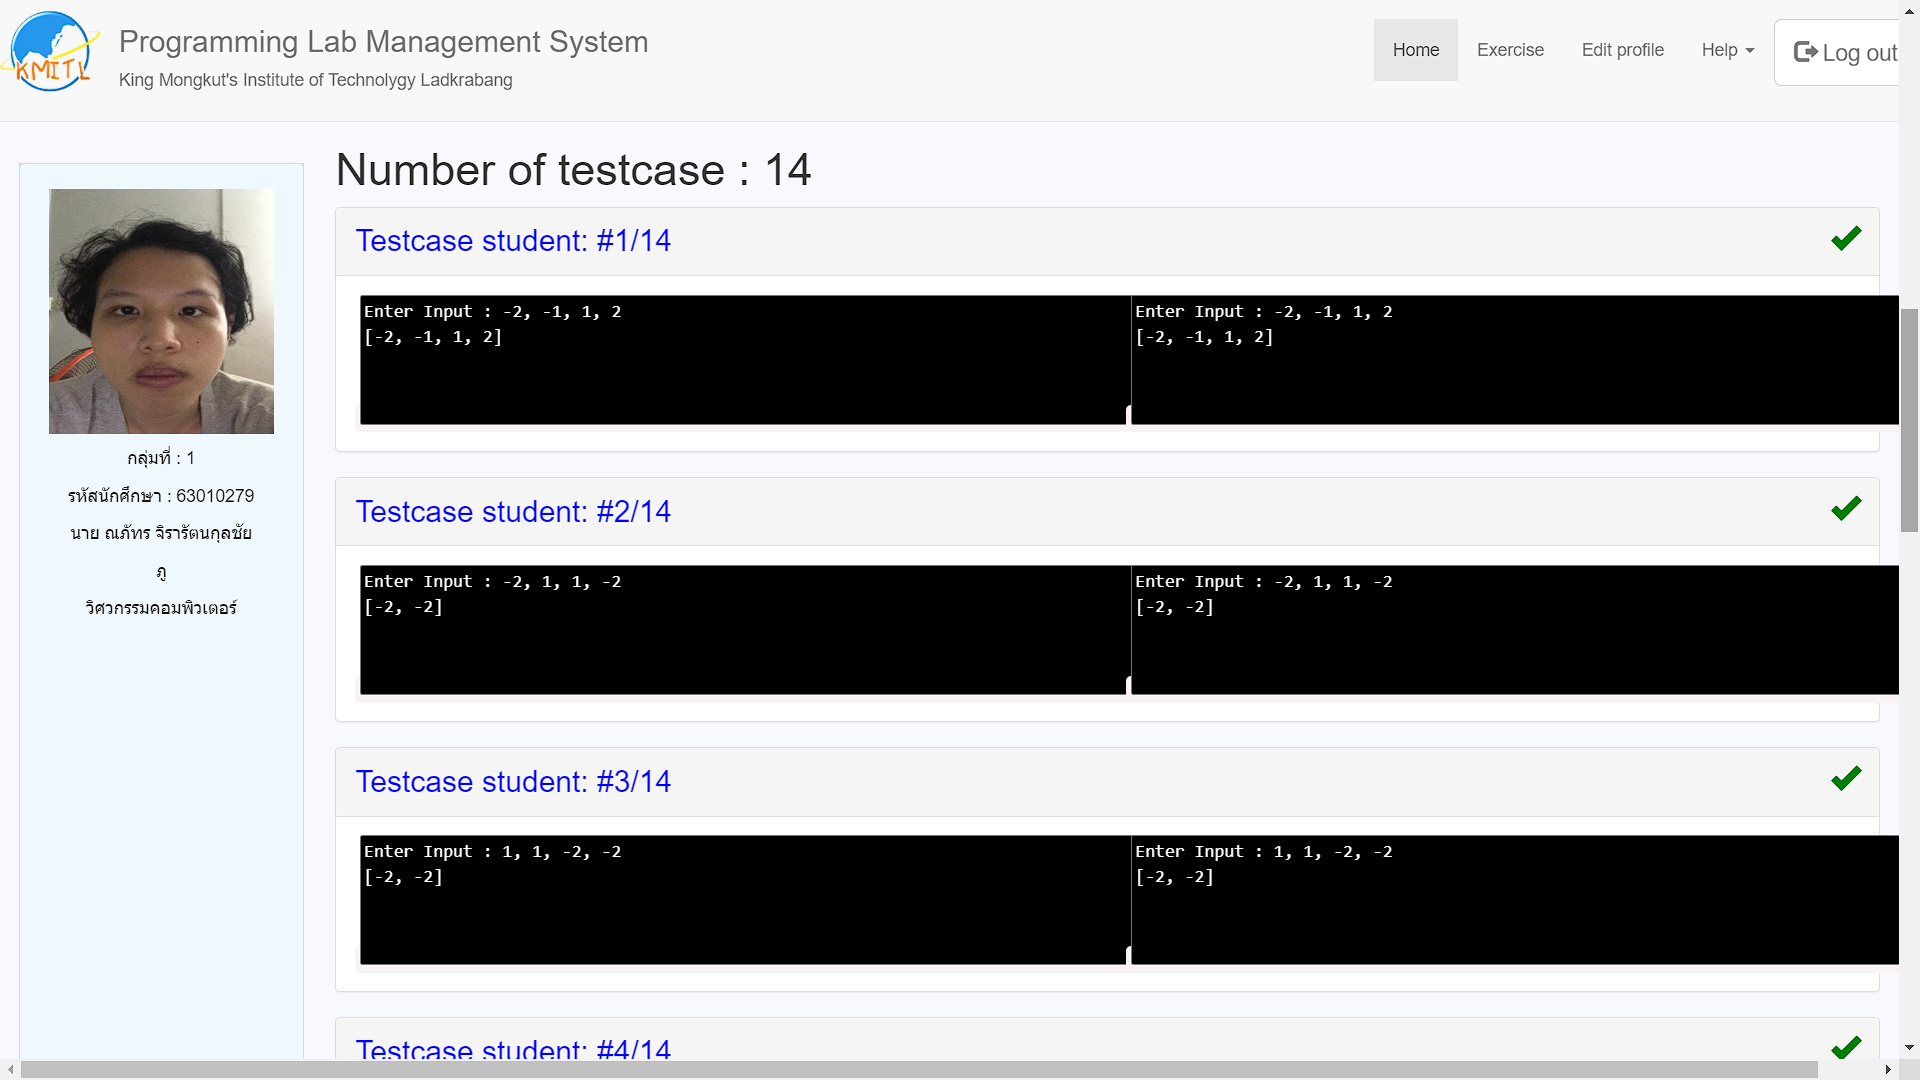 KMITL
Programming Lab Management System
King Mongkut's Institute of Technolygy Ladkrabang
Home
Exercise
Edit profile
Help
Log out
กลุ่มที่ : 1
รหัสนักศึกษา : 63010279
นาย ณภัทร จิรารัตนกุลชัย
ภู
วิศวกรรมคอมพิวเตอร์
Number of testcase : 14
Testcase student: #1/14
Enter Input : -2, -1, 1, 2
[-2, -1, 1, 2]
Enter Input : -2, -1, 1, 2
[-2, -1, 1, 2]
Testcase student: #2/14
Enter Input : -2, 1, 1, -2
[-2, -2]
Enter Input : -2, 1, 1, -2
[-2, -2]
Testcase student: #3/14
Enter Input : 1, 1, -2, -2
[-2, -2]
Enter Input : 1, 1, -2, -2
[-2, -2]
Testcase student: #4/14